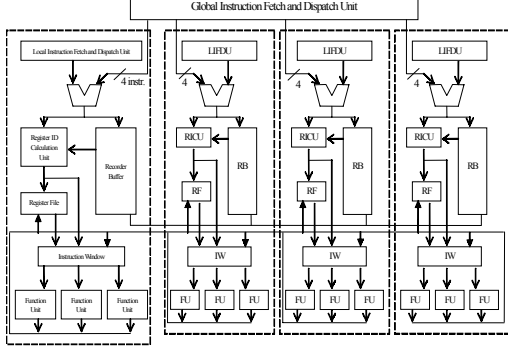 Global Instruction Fetch and Dispatch Unit
Local Instruction Fetch and Dispatch Unit
LIFDU
LIFDU
LIFDU
4 instr.
4
4
4
Register ID
Calculation
Unit
Recorder
Buffer
RICU
RB
RICU
RB
RICU
RB
Register File
RF
RF
RF
Instruction Window
IW
IW
IW
Function
Unit
Function
Unit
Function
Unit
FU
FU
FU
FU
FU
FU
FU
FU
FU